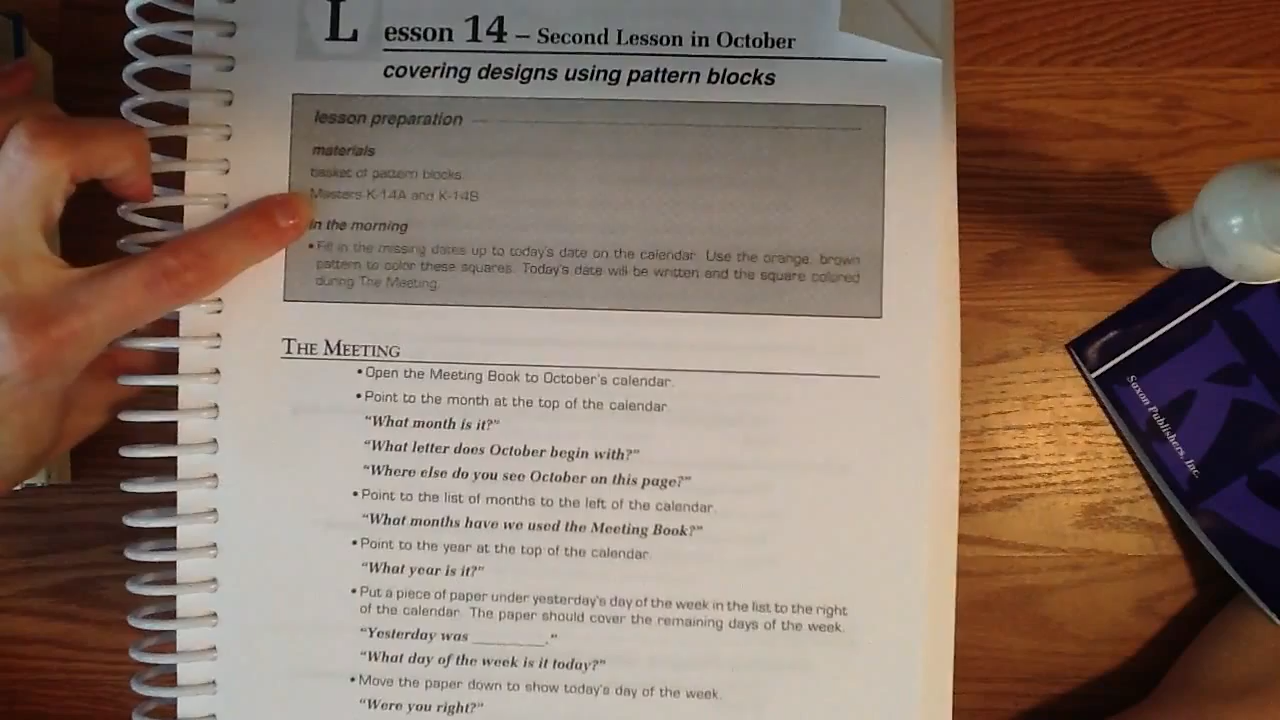 Lesson 14 – Second Lesson in October
covering designs using pattern blocks
lesson preparation
materials
basket of pattern blocks
Masters K-14A and K-14B
in the morning
• Fill in the missing dates up to today's date on the calendar. Use the orange, brown
pattern to color these squares. Today's date will be written and the square colored
during The Meeting.
THE MEETING
• Open the Meeting Book to October's calendar.
• Point to the month at the top of the calendar.
“What month is it?”
“What letter does October begin with?”
“Where else do you see October on this page?”
• Point to the list of months to the left of the calendar.
“What months have we used the Meeting Book?”
• Point to the year at the top of the calendar.
“What year is it?”
• Put a piece of paper under yesterday's day of the week in the list to the right
of the calendar. The paper should cover the remaining days of the week.
“Yesterday was ________.”
“What day of the week is it today?”
• Move the paper down to show today's day of the week.
“Were you right?”
Saxon Publishers, Inc.
K